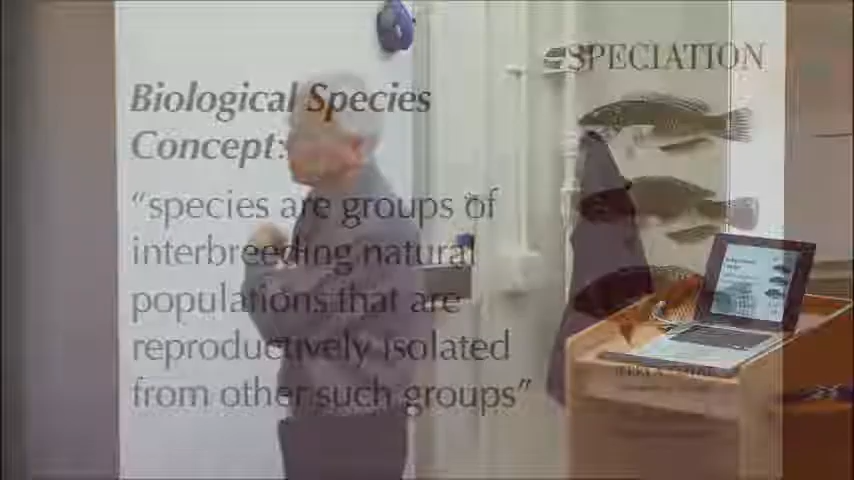 Biological Species
Concept:
“species are groups of
interbreeding natural
populations that are
reproductively isolated
from other such groups”
SPECIATION